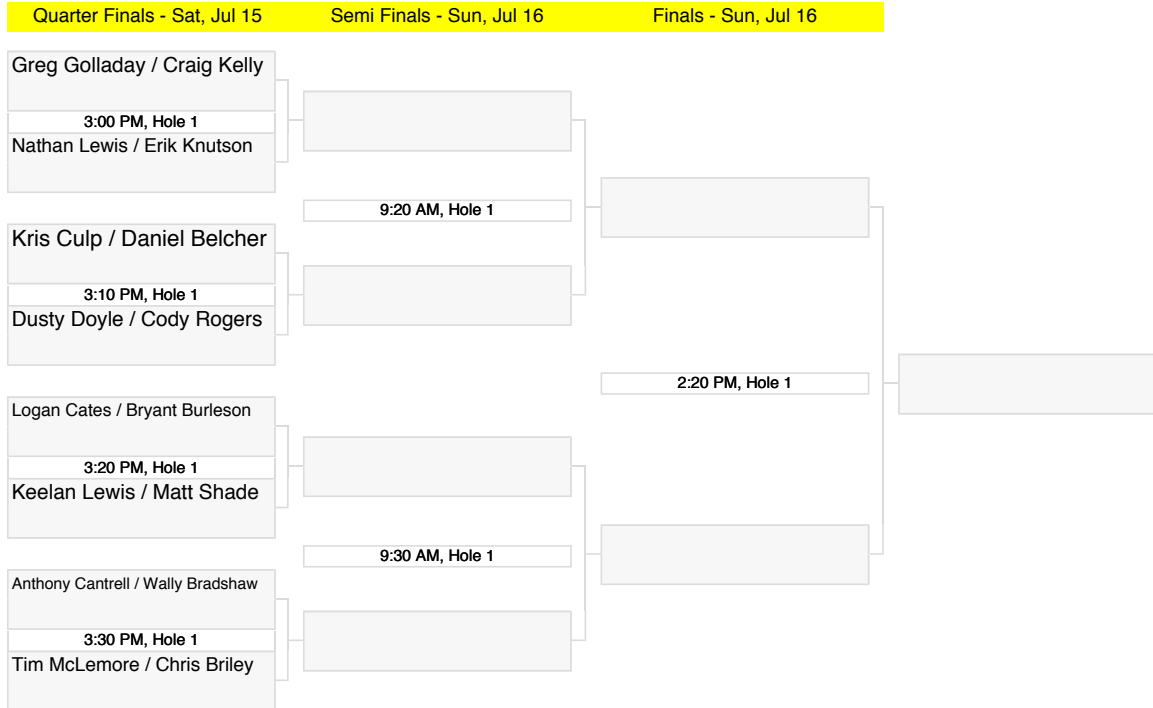 Quarter Finals - Sat, Jul 15
Semi Finals - Sun, Jul 16
Finals - Sun, Jul 16
Greg Golladay / Craig Kelly
3:00 PM, Hole 1
Nathan Lewis / Erik Knutson
9:20 AM, Hole 1
Kris Culp / Daniel Belcher
3:10 PM, Hole 1
Dusty Doyle / Cody Rogers
2:20 PM, Hole 1
Logan Cates / Bryant Burleson
3:20 PM, Hole 1
Keelan Lewis / Matt Shade
9:30 AM, Hole 1
Anthony Cantrell / Wally Bradshaw
3:30 PM, Hole 1
Tim McLemore / Chris Briley